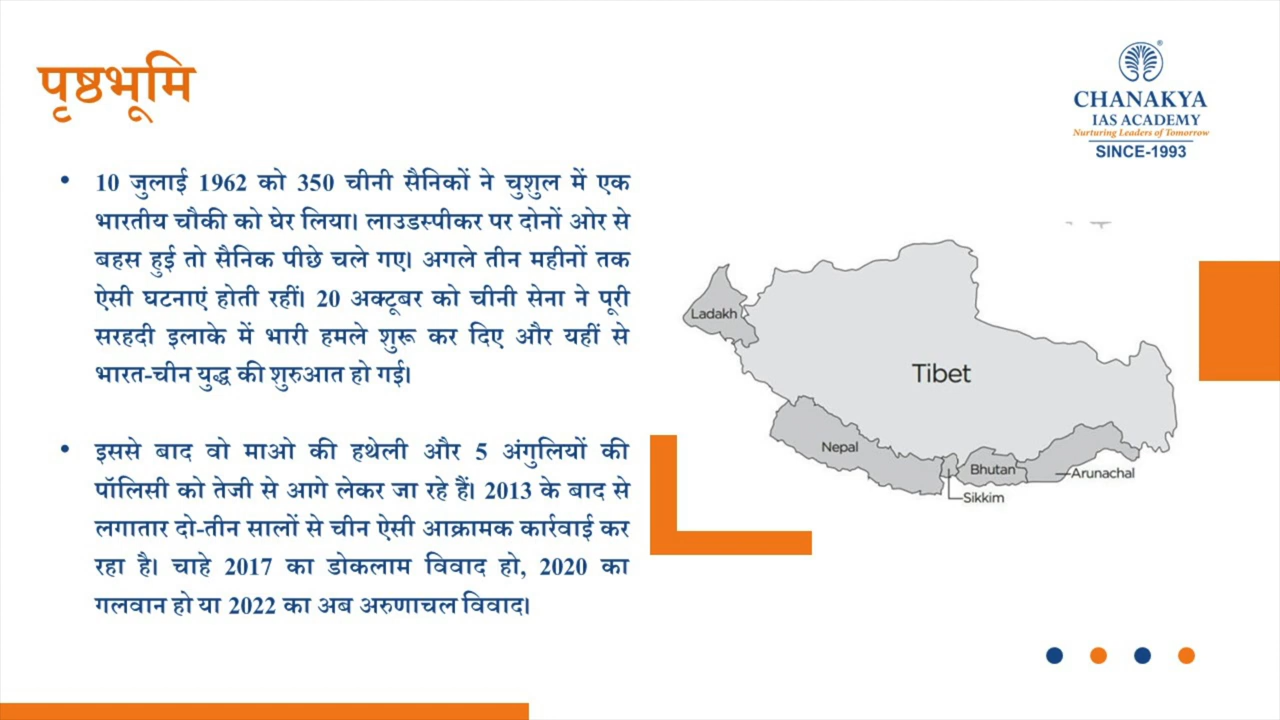 पृष्ठभूमि
CHANAKYA
IAS ACADEMY
Nurturing Leaders of Tomorrow
SINCE-1993
• 10 जुलाई 1962 को 350 चीनी सैनिकों ने चुशुल में एक
भारतीय चौकी को घेर लिया। लाउडस्पीकर पर दोनों ओर से
बहस हुई तो सैनिक पीछे चले गए। अगले तीन महीनों तक
ऐसी घटनाएं होती रहीं। 20 अक्टूबर को चीनी सेना ने पूरी
सरहदी इलाके में भारी हमले शुरू कर दिए और यहीं से
भारत-चीन युद्ध की शुरुआत हो गई।
• इससे बाद वो माओ की हथेली और 5 अंगुलियों की
पॉलिसी को तेजी से आगे लेकर जा रहे हैं। 2013 के बाद से
लगातार दो-तीन सालों से चीन ऐसी आक्रामक कार्रवाई कर
रहा है। चाहे 2017 का डोकलाम विवाद हो, 2020 का
गलवान हो या 2022 का अब अरुणाचल विवाद।
Ladakh
Tibet
Nepal
Bhutan
Arunachal
Sikkim